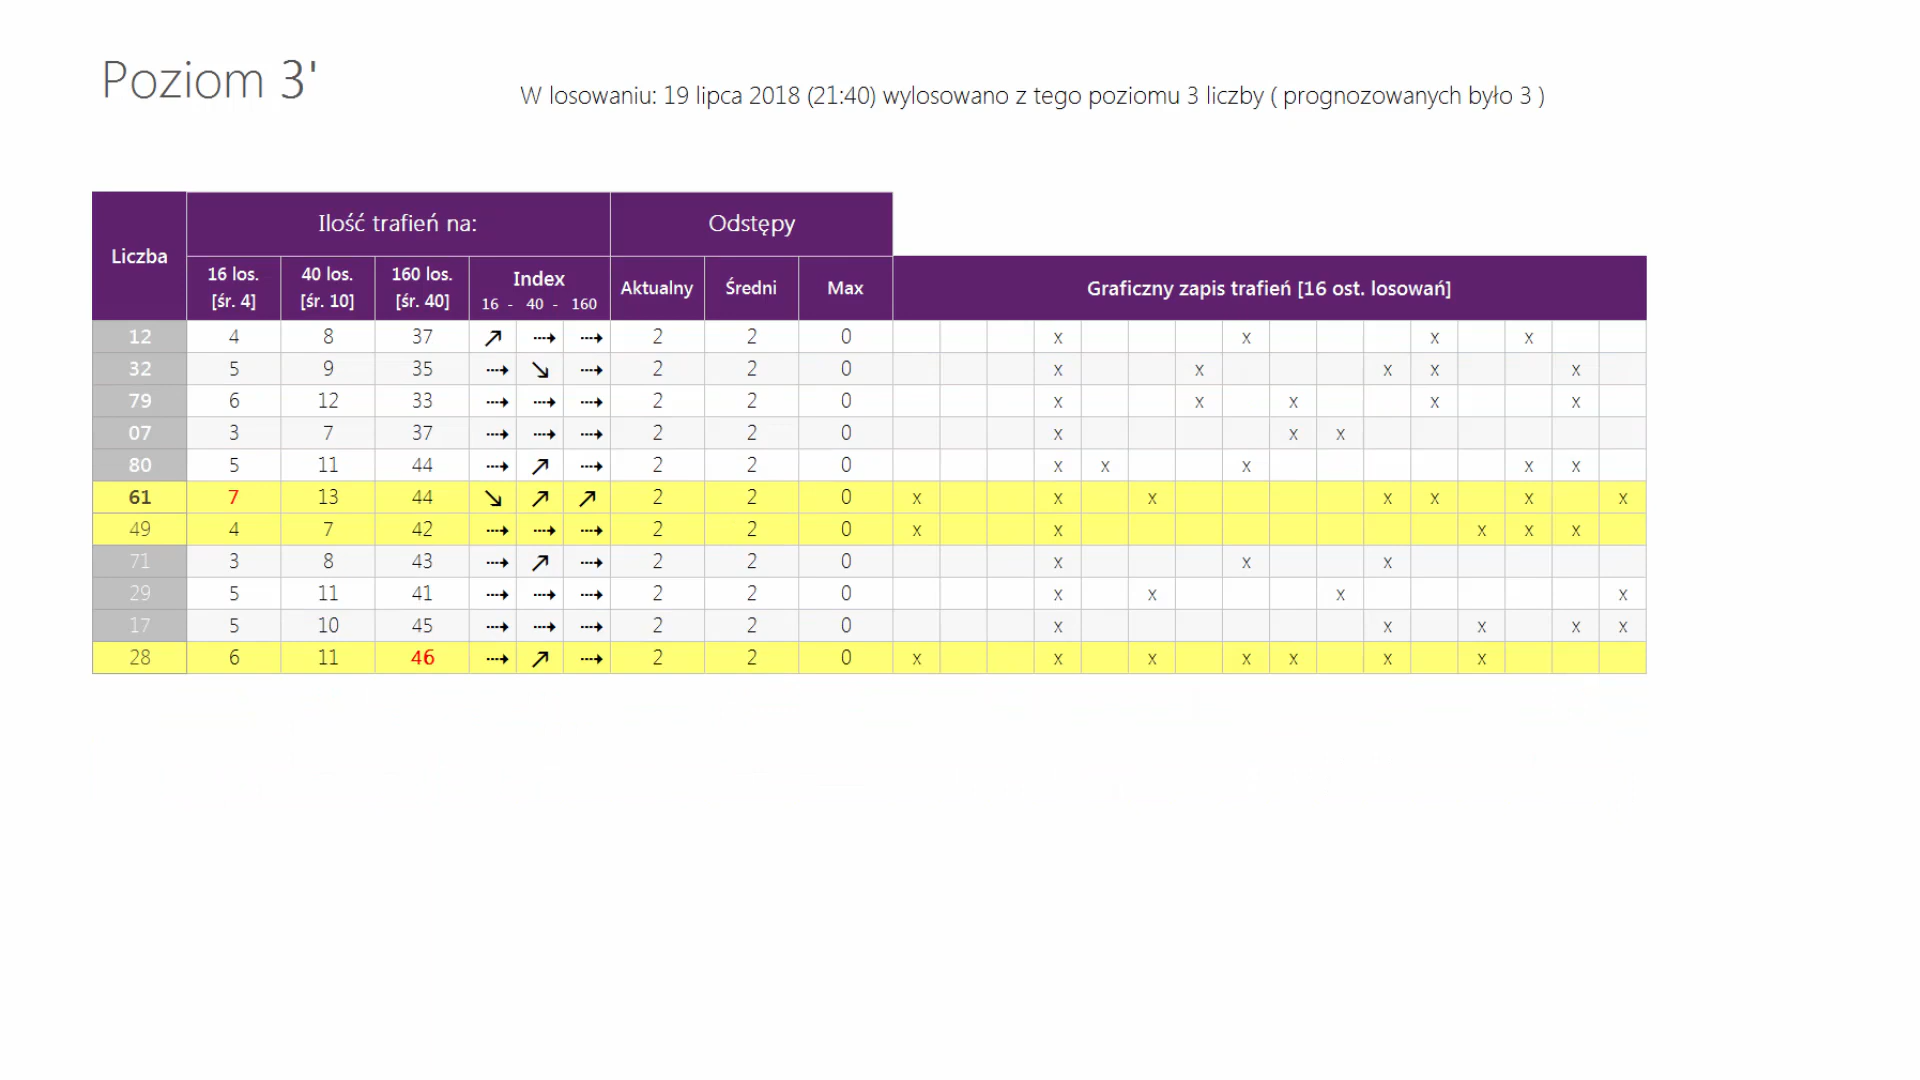 Poziom 3'
W losowaniu: 19 lipca 2018 (21:40) wylosowano z tego poziomu 3 liczby ( prognozowanych było 3 )
Liczba Ilość trafień na: Odstępy
16 los. [śr. 4] 40 los. [śr. 10] 160 los. [śr. 40] Index 16 - 40 - 160 Aktualny Średni Max Graficzny zapis trafień [16 ost. losowań]
12 4 8 37 ↗ ⇢ ⇢ 2 2 0 x x x x
32 5 9 35 ⇢ ↘ ⇢ 2 2 0 x x x x x
79 6 12 33 ⇢ ⇢ ⇢ 2 2 0 x x x x x
07 3 7 37 ⇢ ⇢ ⇢ 2 2 0 x x x
80 5 11 44 ⇢ ↗ ⇢ 2 2 0 x x x x x
61 7 13 44 ↘ ↗ ↗ 2 2 0 x x x x x x x
49 4 7 42 ⇢ ⇢ ⇢ 2 2 0 x x x x x
71 3 8 43 ⇢ ↗ ⇢ 2 2 0 x x x
29 5 11 41 ⇢ ⇢ ⇢ 2 2 0 x x x x
17 5 10 45 ⇢ ⇢ ⇢ 2 2 0 x x x x x
28 6 11 46 ⇢ ↗ ⇢ 2 2 0 x x x x x x x